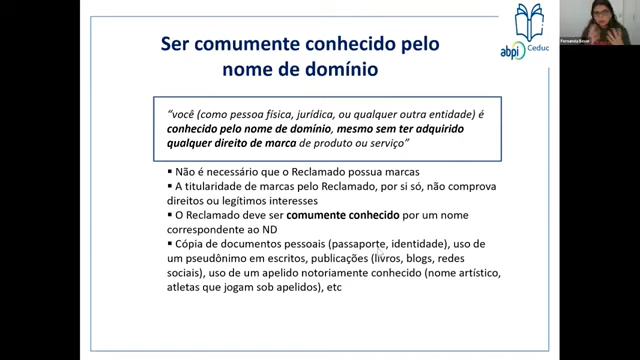 Ser comumente conhecido pelo
nome de domínio
abpi Ceduc
"você (como pessoa física, jurídica, ou qualquer outra entidade) é
conhecido pelo nome de domínio, mesmo sem ter adquirido
qualquer direito de marca de produto ou serviço"
▪ Não é necessário que o Reclamado possua marcas
▪ A titularidade de marcas pelo Reclamado, por si só, não comprova
direitos ou legítimos interesses
▪ O Reclamado deve ser comumente conhecido por um nome
correspondente ao ND
▪ Cópia de documentos pessoais (passaporte, identidade), uso de
um pseudônimo em escritos, publicações (livros, blogs, redes
sociais), uso de um apelido notoriamente conhecido (nome artístico,
atletas que jogam sob apelidos), etc
Fernanda